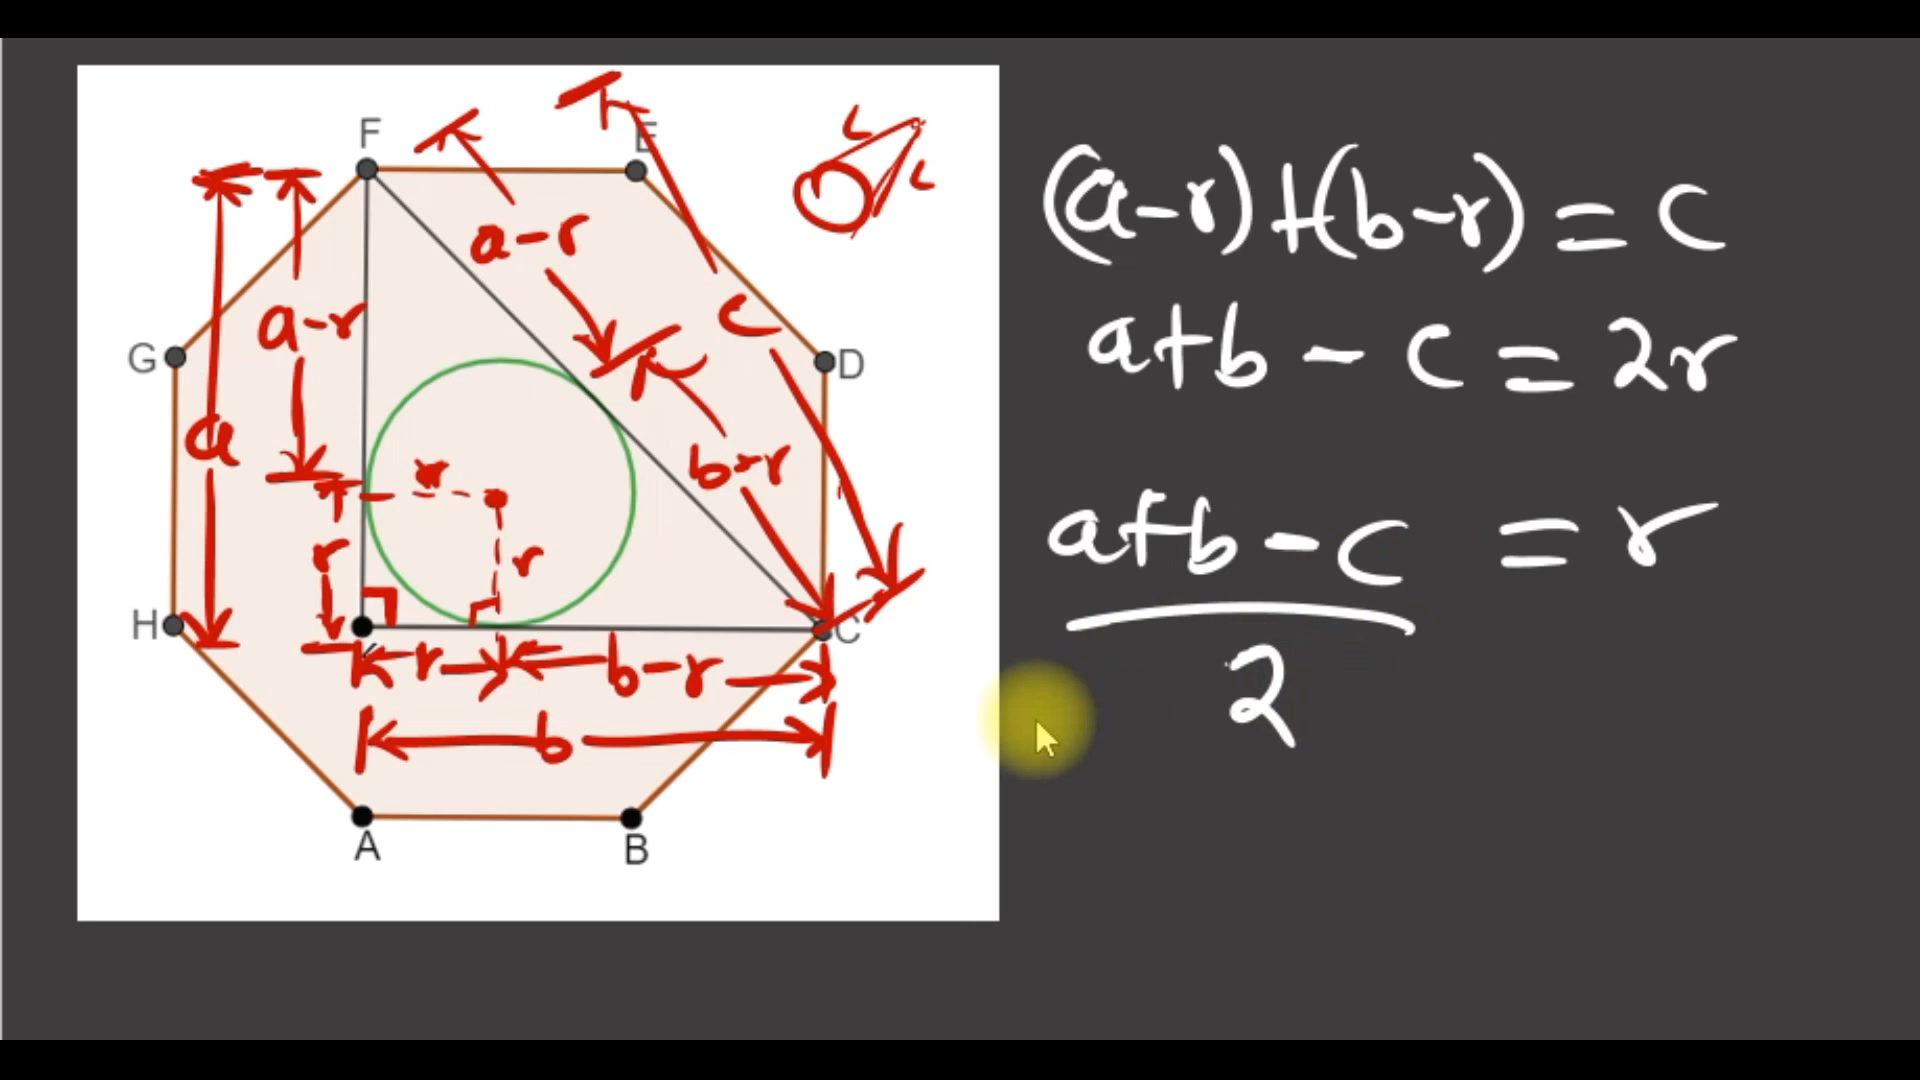 F
E
L
L
a-r
c
a-r
G
D
a
r
b-r
r
r
H
C
r
b-r
b
A
B
(a-r)+(b-r)=c
a+b-c=2r
a+b-c
=r
2